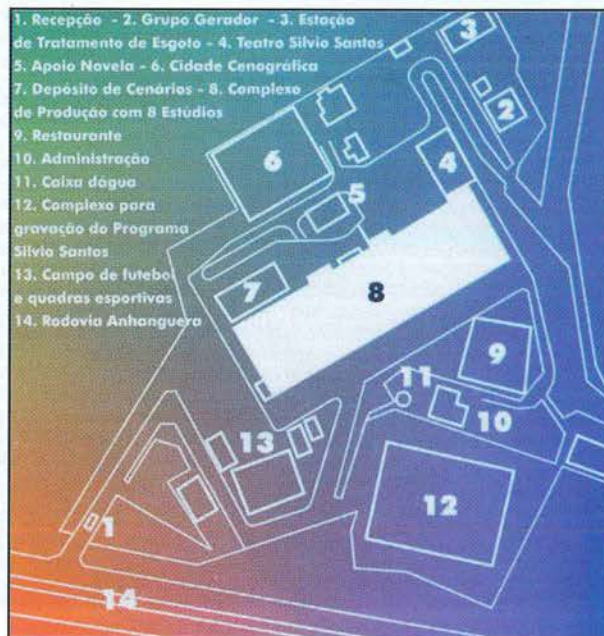 1. Recepção - 2. Grupo Gerador - 3. Estação
de Tratamento de Esgoto - 4. Teatro Silvio Santos
5. Apoio Novela - 6. Cidade Cenográfica
7. Depósito de Cenários - 8. Complexo
de Produção com 8 Estúdios
9. Restaurante
10. Administração
11. Caixa dágua
12. Complexo para
gravação do Programa
Silvio Santos
13. Campo de futebol
e quadras esportivas
14. Rodovia Anhanguera
3
2
4
6
5
7
8
9
11
10
13
12
1
14